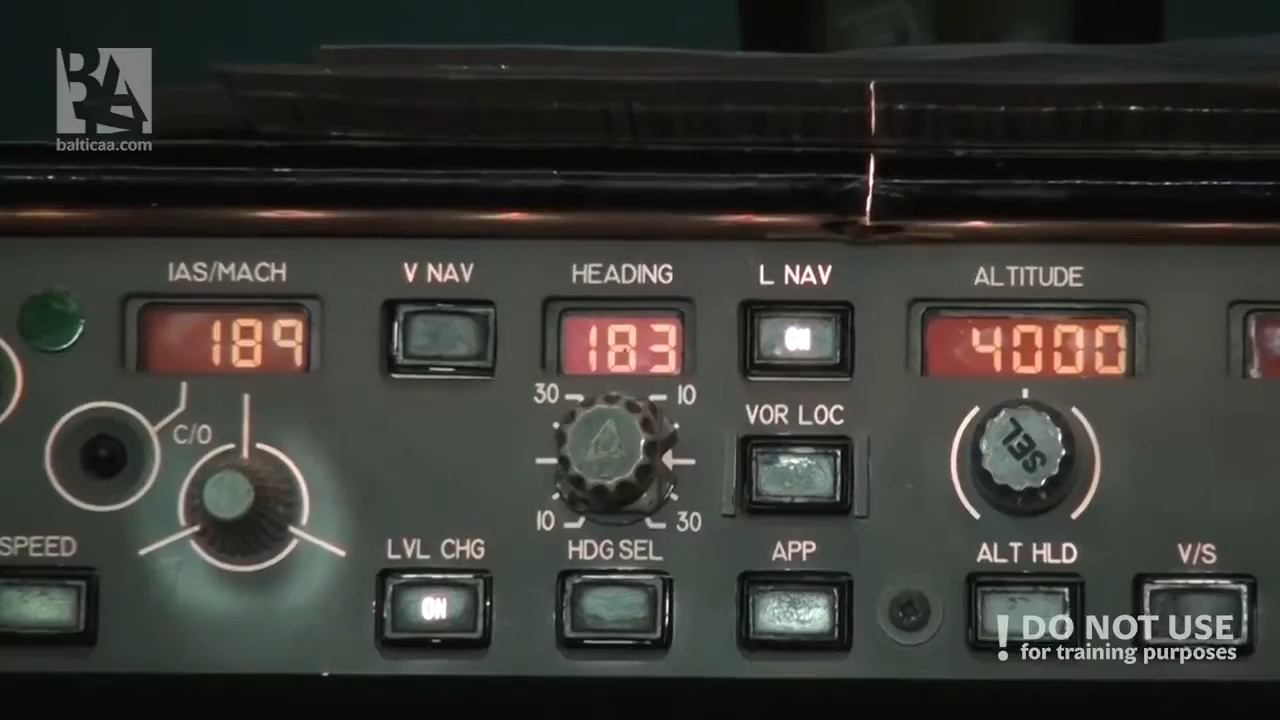 BA
balticaa.com
IAS/MACH
V NAV
HEADING
L NAV
ALTITUDE
189
183
ON
4000
30
10
C/O
VOR LOC
SEL
10
30
SPEED
LVL CHG
HDG SEL
APP
ALT HLD
V/S
ON
! DO NOT USE
for training purposes